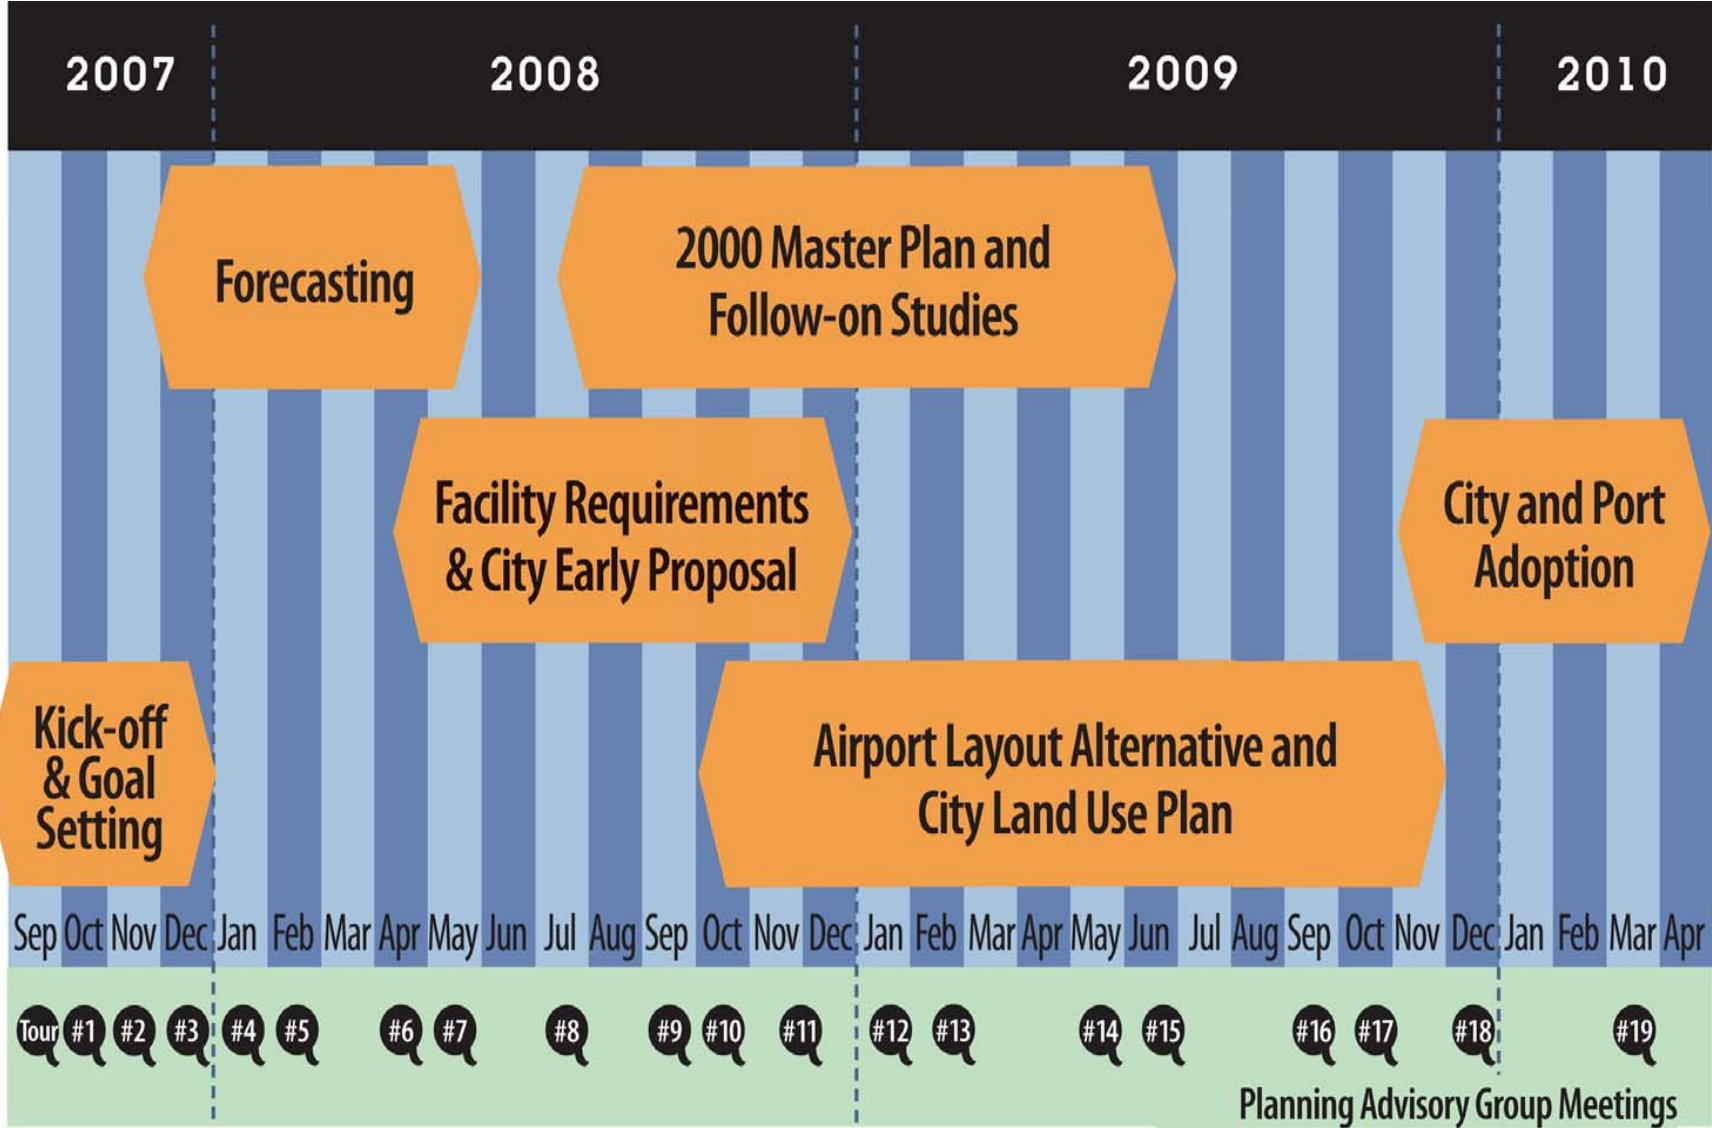 2007 2008 2009 2010
Forecasting
2000 Master Plan and
Follow-on Studies
Facility Requirements
& City Early Proposal
City and Port
Adoption
Kick-off
& Goal
Setting
Airport Layout Alternative and
City Land Use Plan
Sep Oct Nov Dec Jan Feb Mar Apr May Jun Jul Aug Sep Oct Nov Dec Jan Feb Mar Apr May Jun Jul Aug Sep Oct Nov Dec Jan Feb Mar Apr
Tour #1 #2 #3 #4 #5 #6 #7 #8 #9 #10 #11 #12 #13 #14 #15 #16 #17 #18 #19
Planning Advisory Group Meetings